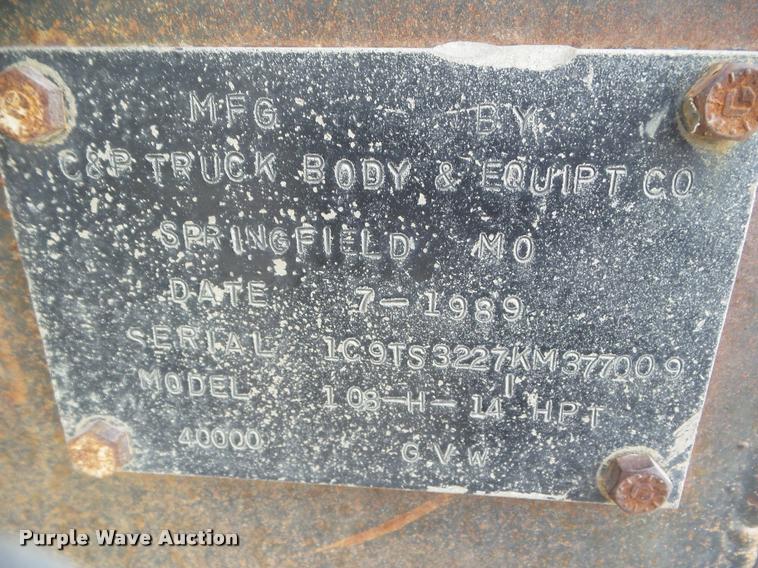 MFG BY
C&P TRUCK BODY & EQUIPT CO
SPRINGFIELD MO
DATE 7-1989
SERIAL 1C9TS3227KM377009
MODEL 108-H-14' HPT
40000 GVW
Purple Wave Auction